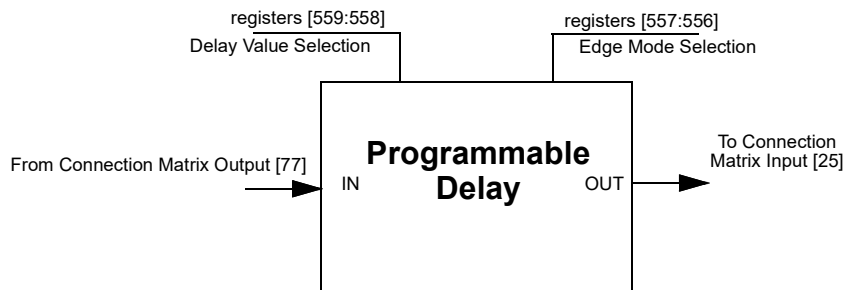 registers [559:558]
Delay Value Selection
registers [557:556]
Edge Mode Selection
From Connection Matrix Output [77]
IN
Programmable
Delay
OUT
To Connection
Matrix Input [25]